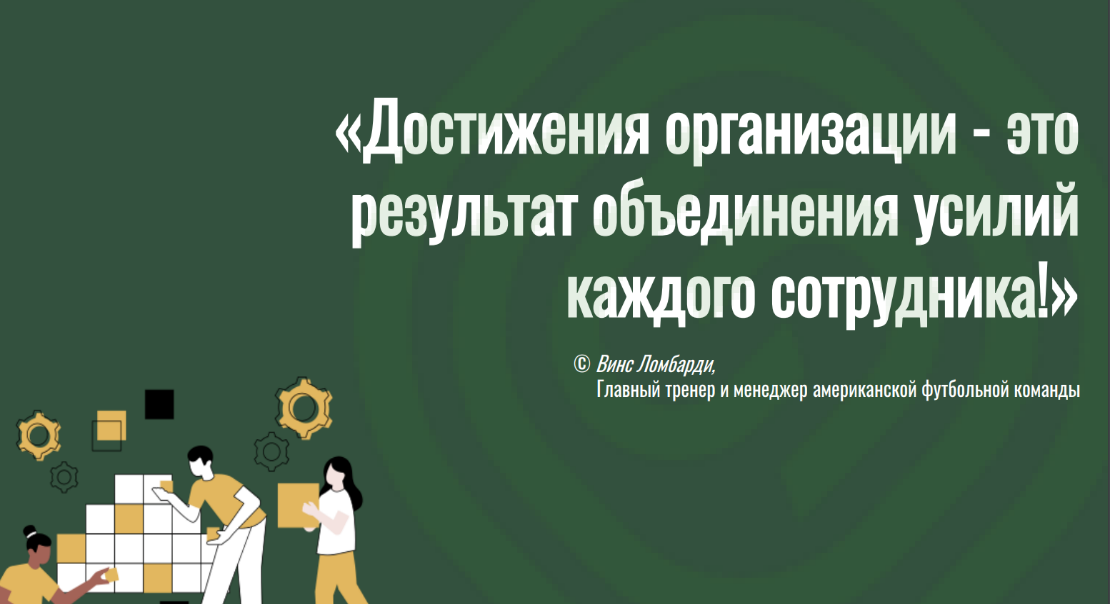 «Достижения организации - это
результат объединения усилий
каждого сотрудника!»
© Винс Ломбарди,
Главный тренер и менеджер американской футбольной команды